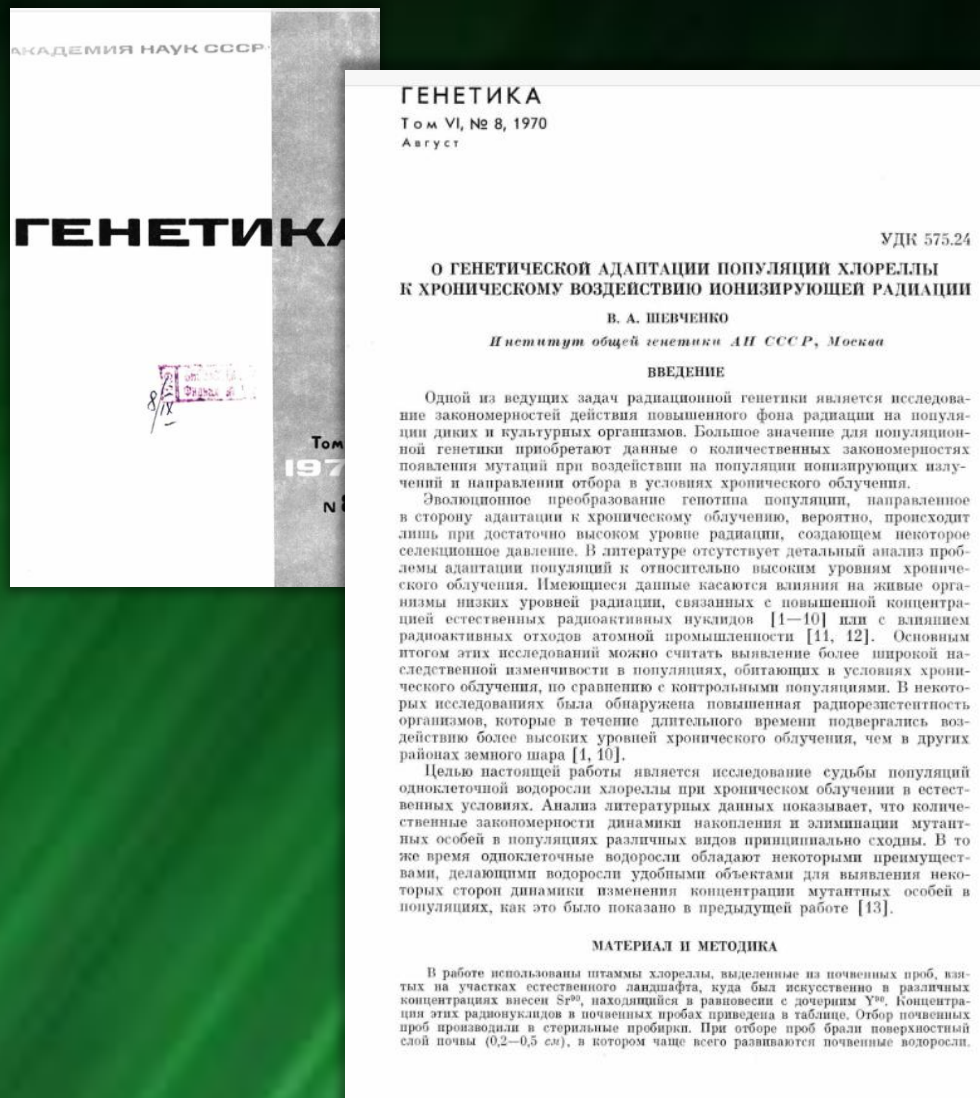 АКАДЕМИЯ НАУК СССР
ГЕНЕТИКА
Том
197
N
ГЕНЕТИКА
Том VI, № 8, 1970
Август
УДК 575.24
О ГЕНЕТИЧЕСКОЙ АДАПТАЦИИ ПОПУЛЯЦИЙ ХЛОРЕЛЛЫ
К ХРОНИЧЕСКОМУ ВОЗДЕЙСТВИЮ ИОНИЗИРУЮЩЕЙ РАДИАЦИИ
В. А. ШЕВЧЕНКО
Институт общей генетики АН СССР, Москва
ВВЕДЕНИЕ
Одной из ведущих задач радиационной генетики является исследова-
ние закономерностей действия повышенного фона радиации на популя-
ции диких и культурных организмов. Большое значение для популяцион-
ной генетики приобретают данные о количественных закономерностях
появления мутаций при воздействии на популяции ионизирующих излу-
чений и направлении отбора в условиях хронического облучения.
Эволюционное преобразование генотипа популяции, направленное
в сторону адаптации к хроническому облучению, вероятно, происходит
лишь при достаточно высоком уровне радиации, создающем некоторое
селекционное давление. В литературе отсутствует детальный анализ проб-
лемы адаптации популяций к относительно высоким уровням хрониче-
ского облучения. Имеющиеся данные касаются влияния на живые орга-
низмы низких уровней радиации, связанных с повышенной концентра-
цией естественных радиоактивных нуклидов [1—10] или с влиянием
радиоактивных отходов атомной промышленности [11, 12]. Основным
итогом этих исследований можно считать выявление более широкой на-
следственной изменчивости в популяциях, обитающих в условиях хрони-
ческого облучения, по сравнению с контрольными популяциями. В некото-
рых исследованиях была обнаружена повышенная радиорезистентность
организмов, которые в течение длительного времени подвергались воз-
действию более высоких уровней хронического облучения, чем в других
районах земного шара [1, 10].
Целью настоящей работы является исследование судьбы популяций
одноклеточной водоросли хлореллы при хроническом облучении в естест-
венных условиях. Анализ литературных данных показывает, что количе-
ственные закономерности динамики накопления и элиминации мутант-
ных особей в популяциях различных видов принципиально сходны. В то
же время одноклеточные водоросли обладают некоторыми преимущест-
вами, делающими водоросли удобными объектами для выявления неко-
торых сторон динамики изменения концентрации мутантных особей в
популяциях, как это было показано в предыдущей работе [13].
МАТЕРИАЛ И МЕТОДИКА
В работе использованы штаммы хлореллы, выделенные из почвенных проб, взя-
тых на участках естественного ландшафта, куда был искусственно в различных
концентрациях внесен Sr⁹⁰, находящийся в равновесии с дочерним Y⁹⁰. Концентра-
ция этих радионуклидов в почвенных пробах приведена в таблице. Отбор почвенных
проб производили в стерильные пробирки. При отборе проб брали поверхностный
слой почвы (0,2—0,5 см), в котором чаще всего развиваются почвенные водоросли.